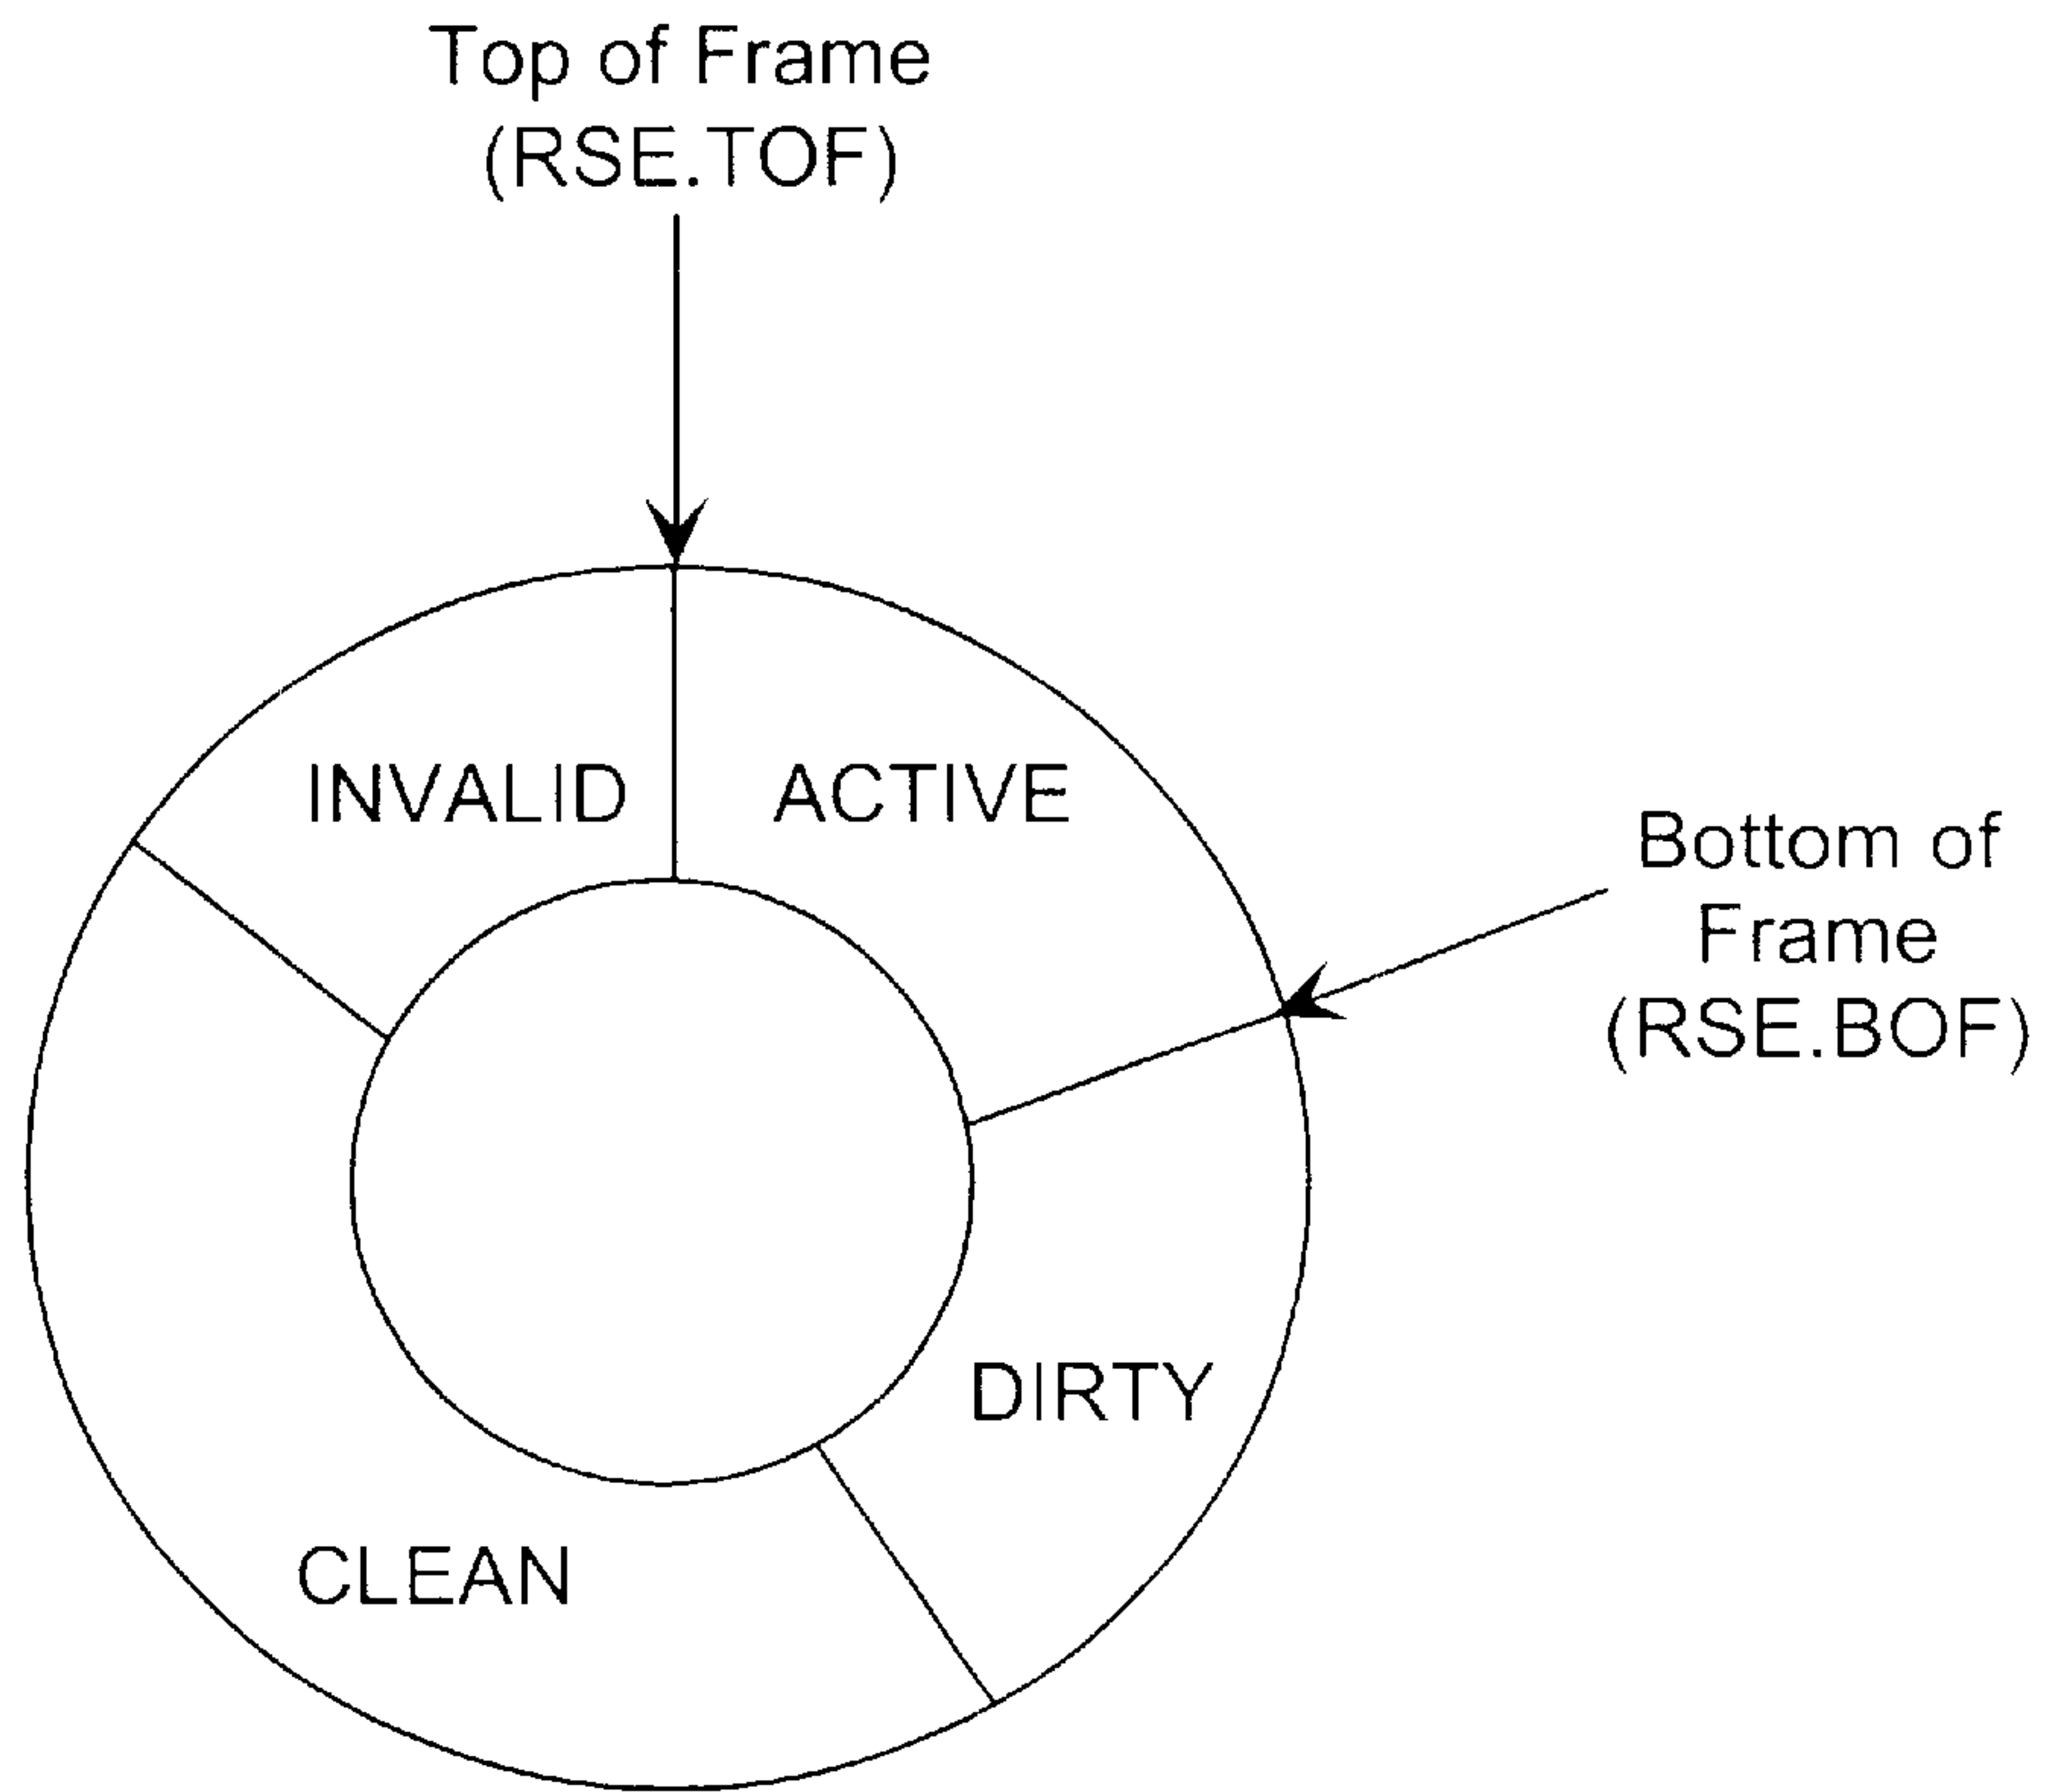 Top of Frame
(RSE.TOF)
INVALID
ACTIVE
Bottom of
Frame
(RSE.BOF)
DIRTY
CLEAN